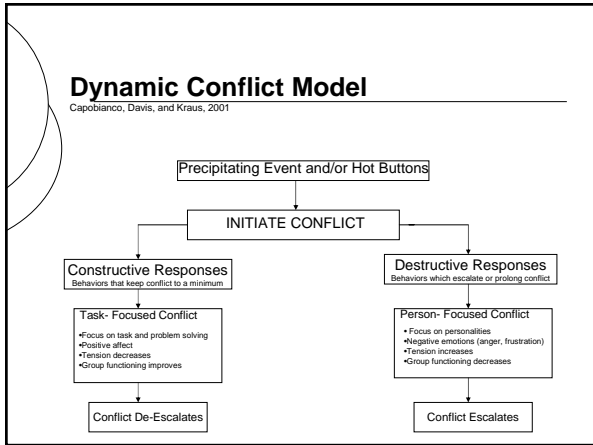 Dynamic Conflict Model
Capobianco, Davis, and Kraus, 2001
Precipitating Event and/or Hot Buttons
INITIATE CONFLICT
Constructive Responses
Behaviors that keep conflict to a minimum
Destructive Responses
Behaviors which escalate or prolong conflict
Task- Focused Conflict
•Focus on task and problem solving
•Positive affect
•Tension decreases
•Group functioning improves
Person- Focused Conflict
• Focus on personalities
•Negative emotions (anger, frustration)
•Tension increases
•Group functioning decreases
Conflict De-Escalates
Conflict Escalates